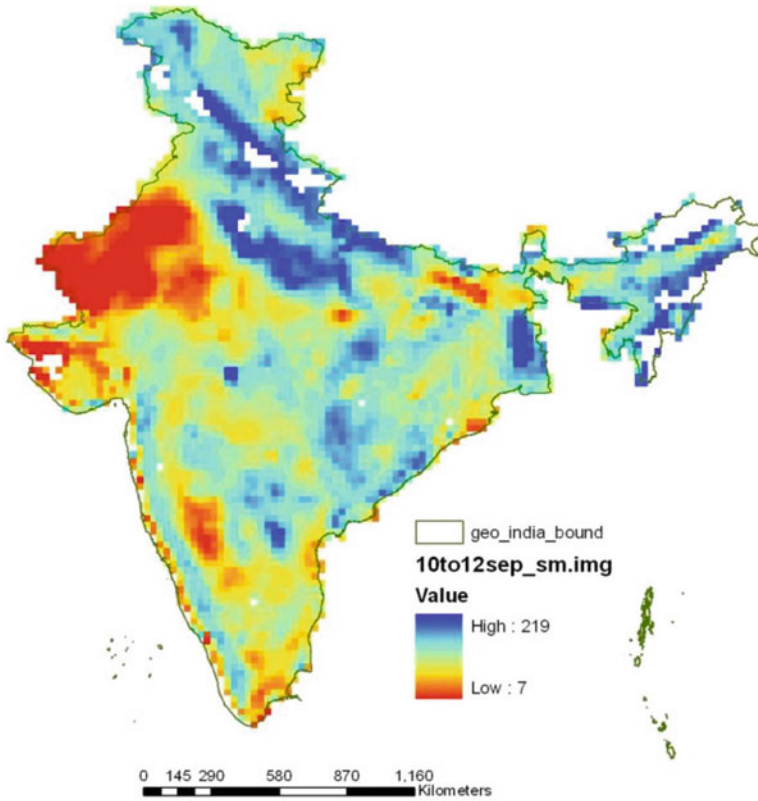 geo_india_bound
10to12sep_sm.img
Value
High : 219
Low : 7
0 145 290 580 870 1,160
Kilometers